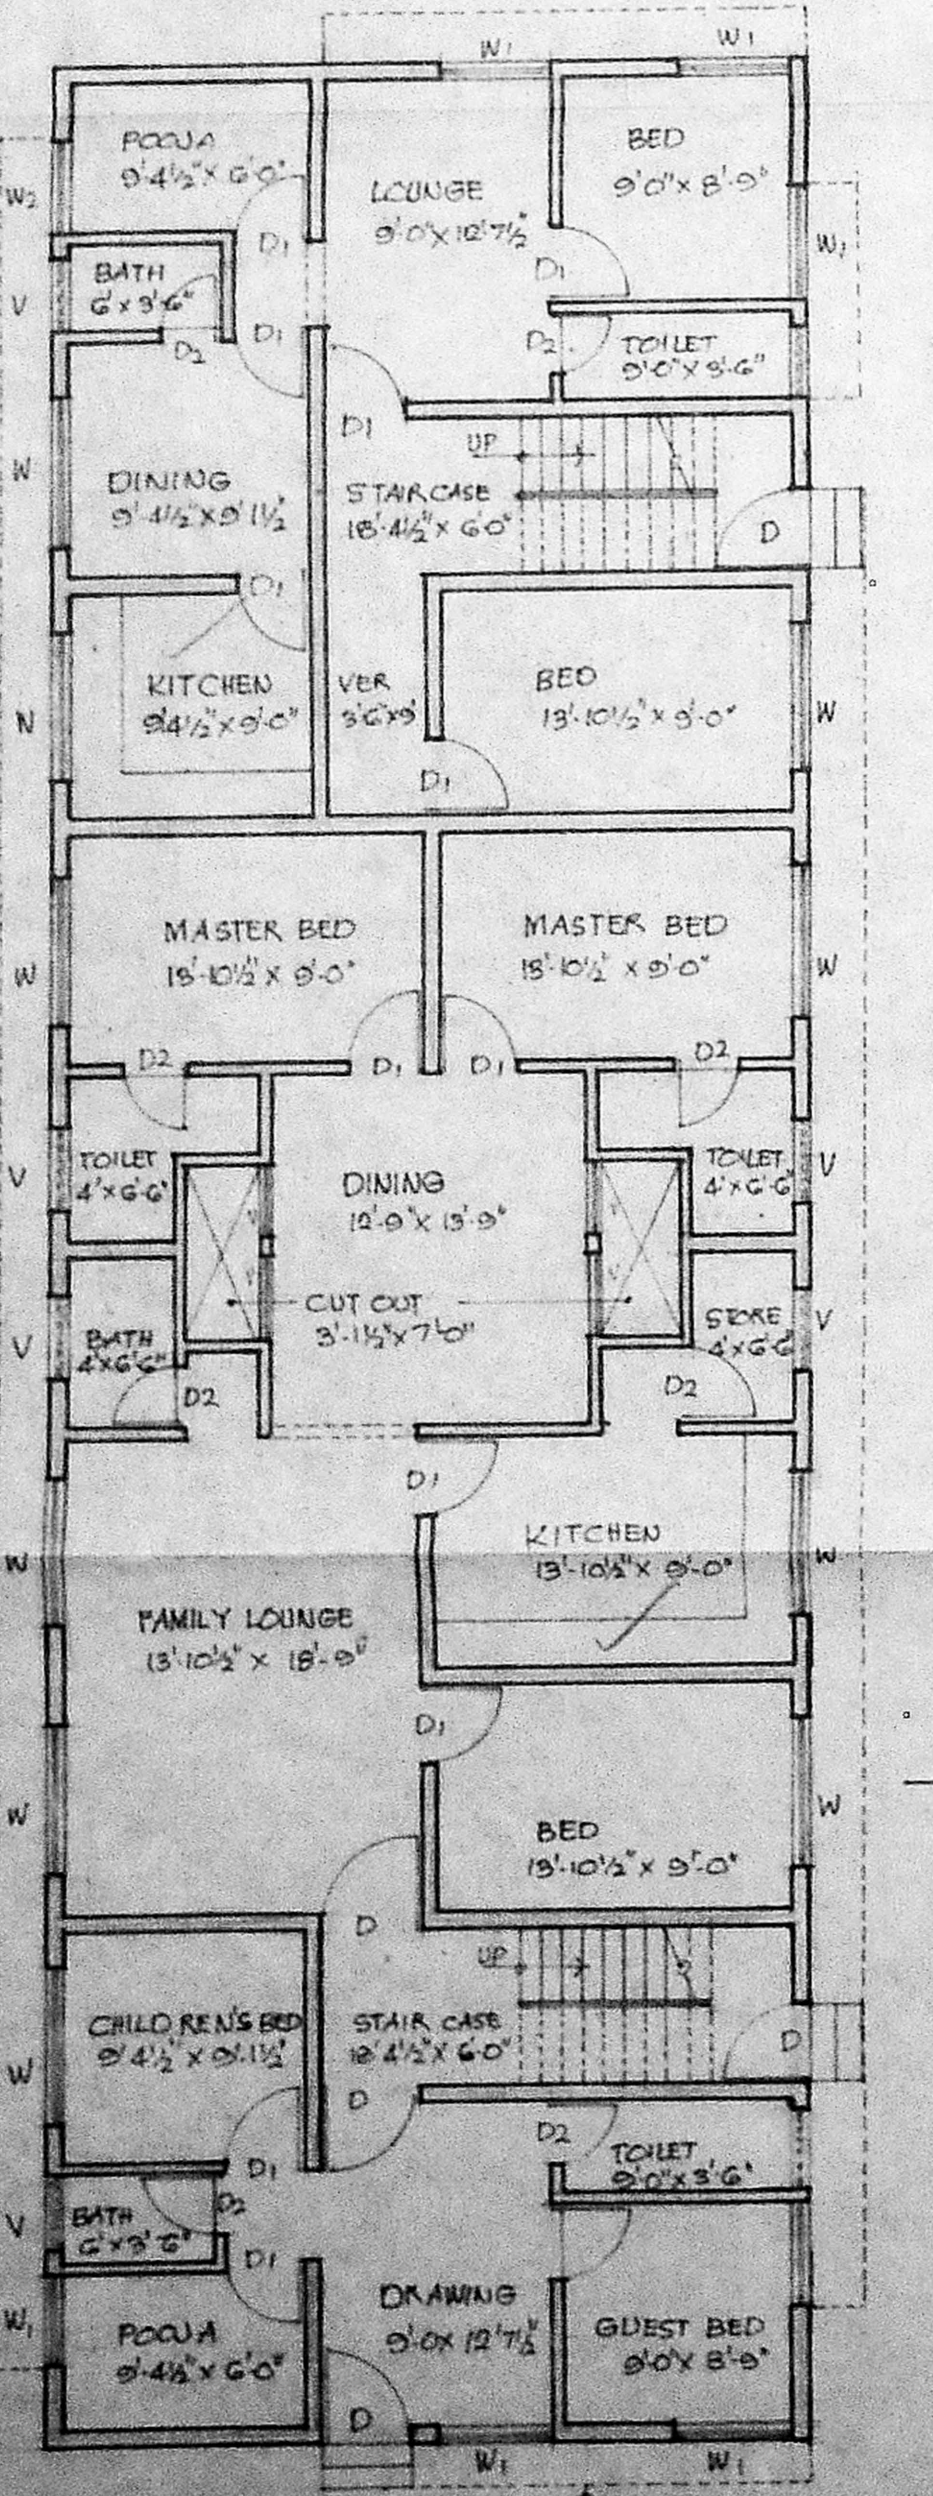 W1
W1
POOJA
9'-4½" X 6'-0"
BED
9'0" X 8'-9"
W2
LOUNGE
9'-0" X 12'7½"
W1
D1
D1
BATH
6' X 3'-6"
V
D1
D2
D2
TOILET
9'-0" X 3'-6"
D1
UP
W
DINING
9'-4½" X 9'1½"
STAIRCASE
18'-4½" X 6'-0"
D
D1
KITCHEN
9'4½" X 9'-0"
VER
3'6" X 9'
BED
13'-10½" X 9'-0"
N
W
D1
MASTER BED
13'-10½" X 9'-0"
MASTER BED
13'-10½" X 9'-0"
W
W
D2
D1
D1
D2
TOILET
4' X 6'-6"
DINING
12'-9" X 13'-9"
TOILET
4' X 6'-6"
V
V
V
V
V
V
CUT OUT
3'-1½" X 7'0"
BATH
4' X 6'6"
STORE
4' X 6'-6"
V
V
D2
D2
D1
KITCHEN
13'-10½" X 9'-0"
W
W
FAMILY LOUNGE
13'-10½" X 18'-9"
D1
W
W
BED
13'-10½" X 9'-0"
D
UP
CHILDREN'S BED
9'4½" X 9'-1½"
STAIR CASE
18'4½" X 6'-0"
D
W
D
D2
TOILET
9'-0" X 3'-6"
D1
D2
BATH
6' X 3'-6"
V
D1
W1
POOJA
9'-4½" X 6'-0"
DRAWING
9'-0 X 12'7½"
GUEST BED
9'-0" X 8'-9"
D
W1
W1